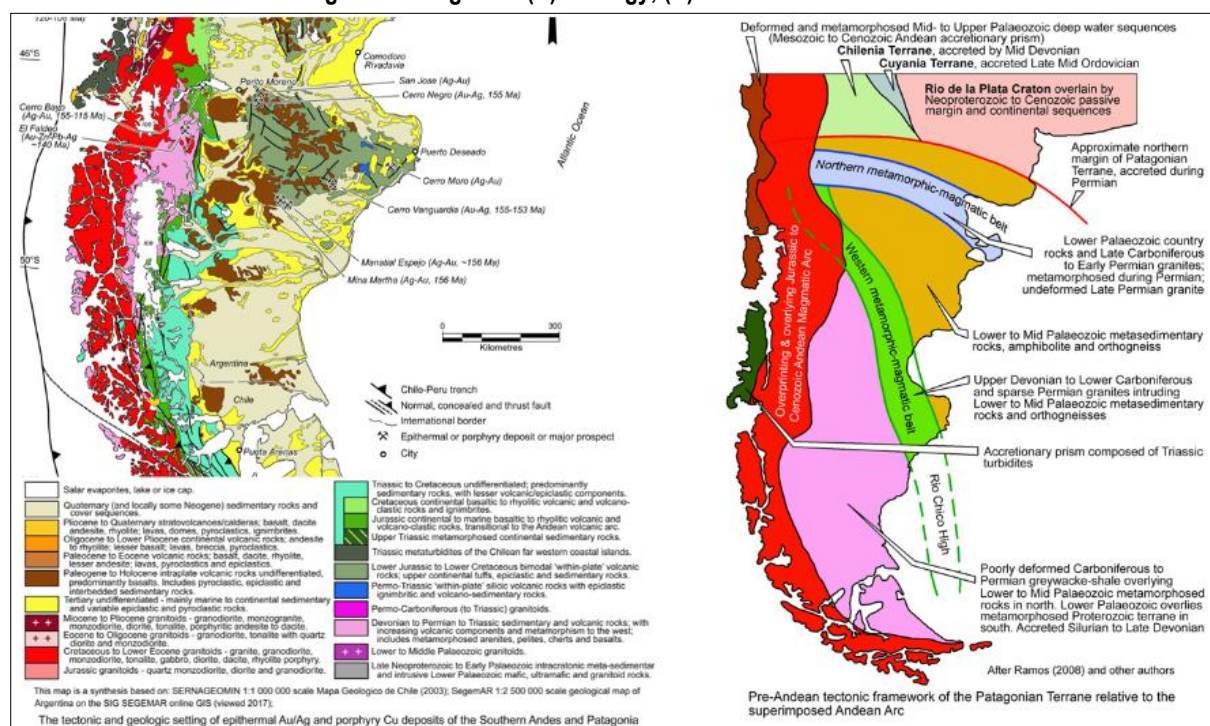 46°S
Comodoro
Rivadavia
Perito Moreno
San Jose (Ag-Au)
Cerro Negro (Au-Ag, 155 Ma)
Cerro Bayo
(Ag-Au, 155-115 Ma)
El Faldeo
(Au-Zn-Pb-Ag
~140 Ma)
ice
Atlantic Ocean
Puerto Deseado
Cerro Moro (Ag-Au)
Cerro Vanguardia (Au-Ag, 155-153 Ma)
ice
50°S
Manatial Espejo (Ag-Au, ~156 Ma)
Mina Martha (Ag-Au, 156 Ma)
0
300
Kilometres
Argentina
Chile
Punta Arenas
Chile-Peru trench
Normal, concealed and thrust fault
International border
Epithermal or porphyry deposit or major prospect
City
Salar evaporites, lake or ice cap.
Quaternary (and locally some Neogene) sedimentary rocks and
cover sequences.
Pliocene to Quaternary stratovolcanoes/calderas; basalt, dacite
andesite, rhyolite; lavas, domes, pyroclastics, ignimbrites.
Oligocene to Lower Pliocene continental volcanic rocks; andesite
to rhyolite; lesser basalt; lavas, breccia, pyroclastics.
Paleocene to Eocene volcanic rocks; basalt, dacite, rhyolite,
lesser andesite; lavas, pyroclastics and epiclastics.
Paleogene to Holocene intraplate volcanic rocks undifferentiated,
predominantly basalts. Includes pyroclastic, epiclastic and
interbedded sedimentary rocks.
Tertiary undifferentiated - mainly marine to continental sedimentary
and variable epiclastic and pyroclastic rocks.
Miocene to Pliocene granitoids - granodiorite, monzogranite,
monzodiorite, diorite, tonalite, porphyritic andesite to dacite.
Eocene to Oligocene granitoids - granodiorite, tonalite with quartz
diorite and monzodiorite.
Cretaceous to Lower Eocene granitoids - granite, granodiorite,
monzodiorite, tonalite, gabbro, diorite, dacite, rhyolite porphyry.
Jurassic granitoids - quartz monzodiorite, diorite and granodiorite.
Triassic to Cretaceous undifferentiated; predominantly
sedimentary rocks, with lesser volcanic/epiclastic components.
Cretaceous continental basaltic to rhyolitic volcanic and volcano-
clastic rocks and ignimbrites.
Jurassic continental to marine basaltic to rhyolitic volcanic and
volcano-clastic rocks, transitional to the Andean volcanic arc.
Upper Triassic metamorphosed continental sedimentary rocks.
Triassic metaturbidites of the Chilean far western coastal islands.
Lower Jurassic to Lower Cretaceous bimodal 'within-plate' volcanic
rocks; upper continental tuffs, epiclastic and sedimentary rocks.
Permo-Triassic 'within-plate' silicic volcanic rocks with epiclastic
ignimbritic and volcano-sedimentary rocks.
Permo-Carboniferous (to Triassic) granitoids.
Devonian to Permian to Triassic sedimentary and volcanic rocks; with
increasing volcanic components and metamorphism to the west;
includes metamorphosed arenites, pelites, cherts and basalts.
Lower to Middle Palaeozoic granitoids.
Late Neoproterozoic to Early Palaeozoic intracratonic meta-sedimentar
and intrusive Lower Palaeozoic mafic, ultramafic and granitoid rocks.
This map is a synthesis based on: SERNAGEOMIN 1:1 000 000 scale Mapa Geologico de Chile (2003); SegemAR 1:2 500 000 scale geological map of
Argentina on the SIG SEGEMAR online GIS (viewed 2017);
The tectonic and geologic setting of epithermal Au/Ag and porphyry Cu deposits of the Southern Andes and Patagonia
Deformed and metamorphosed Mid- to Upper Palaeozoic deep water sequences
(Mesozoic to Cenozoic Andean accretionary prism)
Chilenia Terrane, accreted by Mid Devonian
Cuyania Terrane, accreted Late Mid Ordovician
Rio de la Plata Craton overlain by
Neoproterozoic to Cenozoic passive
margin and continental sequences
Approximate
northern
margin of
Patagonian
Terrane,
accreted
during
Permian
Northern metamorphic-magmatic belt
Lower Palaeozoic country
rocks and Late Carboniferous
to Early Permian granites;
metamorphosed during Permian;
undeformed Late Permian granite
Overprinting & overlying Jurassic to
Cenozoic Andean Magmatic Arc
Western metamorphic-magmatic belt
Lower to Mid Palaeozoic metasedimentary
rocks, amphibolite and orthogneiss
Upper Devonian to Lower Carboniferous
and sparse Permian granites intruding
Lower to Mid Palaeozoic metasedimentary
rocks and orthogneisses
Accretionary prism composed of Triassic
turbidites
Rio Chico High
Poorly deformed Carboniferous to
Permian greywacke-shale overlying
Lower to Mid Palaeozoic metamorphosed
rocks in north. Lower Palaeozoic overlies
metamorphosed Proterozoic terrane in
south. Accreted Silurian to Late Devonian
After Ramos (2008) and other authors
Pre-Andean tectonic framework of the Patagonian Terrane relative to the
superimposed Andean Arc